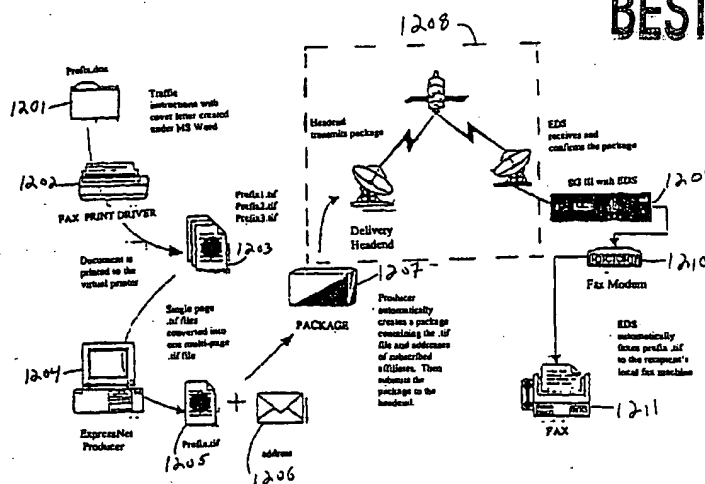 1208
BEST
Prefix.doc
1201
Traffic
instructions with
cover letter created
under MS Word
Headend
transmits package
EDS
receives and
confirms the package
1202
FAX PRINT DRIVER
Prefix1.tif
Prefix2.tif
Prefix3.tif
1203
Document is
printed to the
virtual printer
Delivery
Headend
with EDS
1207
PACKAGE
1210
Fax Modem
Single page
.tif files
converted into
one multi-page
.tif file
Producer
automatically
creates a package
containing the .tif
file and addresses
of subscribed
affiliates. Then
submits the
package to the
headend.
EDS
automatically
faxes prefix .tif
to the recipient's
local fax machine
1204
ExpressNet
Producer
+
Prefix.tif
1205
address
1206
1211
FAX